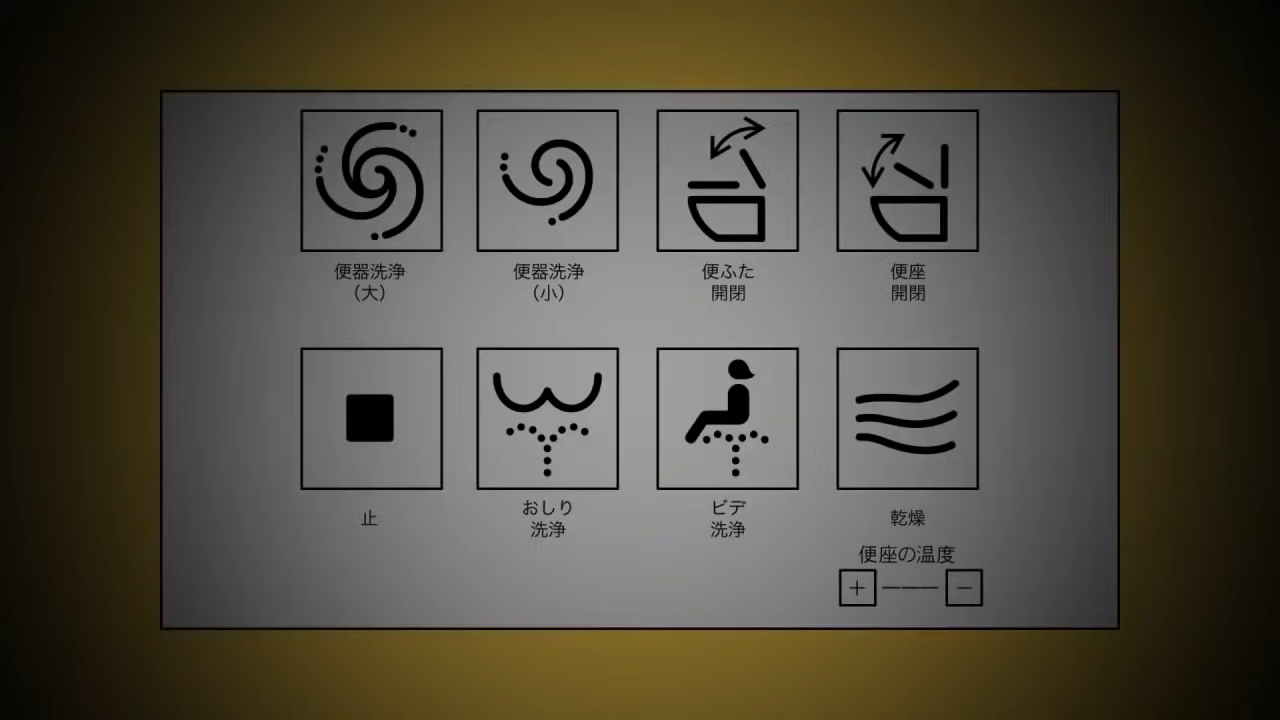 便器洗浄
（大）
便器洗浄
（小）
便ふた
開閉
便座
開閉
止
おしり
洗浄
ビデ
洗浄
乾燥
便座の温度
＋ ――― －